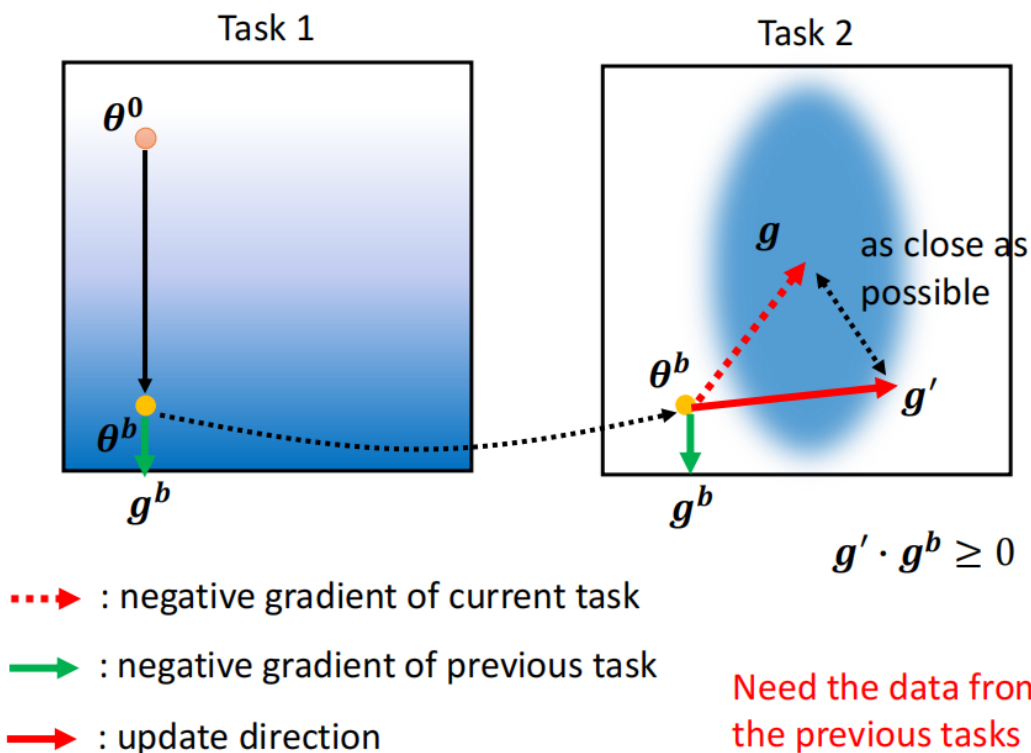 Task 1
Task 2
θ⁰
θᵇ
gᵇ
g
as close as
possible
θᵇ
g′
gᵇ
g′ · gᵇ ≥ 0
: negative gradient of current task
: negative gradient of previous task
: update direction
Need the data from
the previous tasks